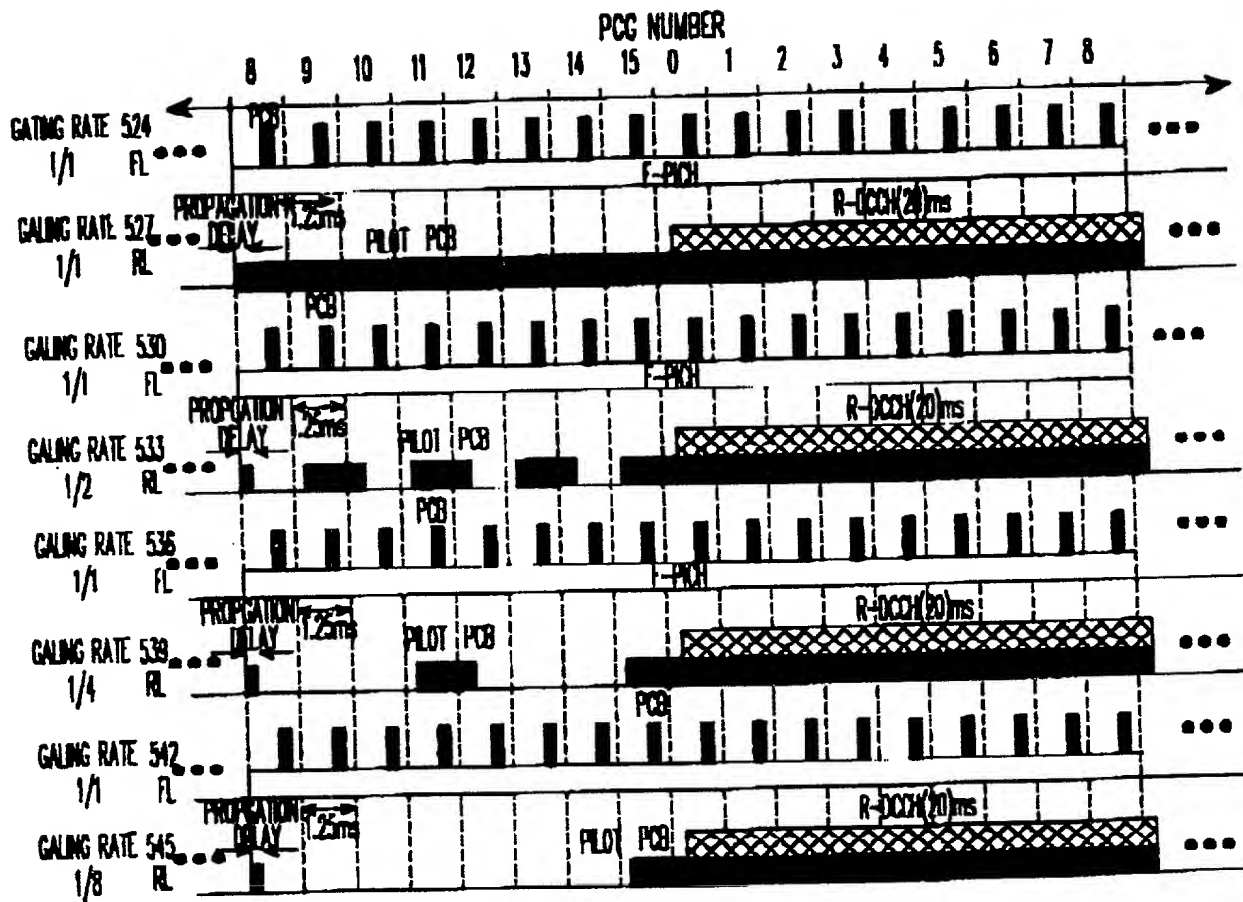 PCG NUMBER
8 9 10 11 12 13 14 15 0 1 2 3 4 5 6 7 8
GATING RATE 524
1/1 FL
PCB
F-PICH
GALING RATE 527
1/1 RL
PROPAGATION
DELAY
1.25ms
PILOT PCB
R-DCCH(20)ms
PCB
GALING RATE 530
1/1 FL
F-PICH
GALING RATE 533
1/2 RL
PROPGATION
DELAY
1.25ms
PILOT PCB
R-DCCH(20)ms
PCB
GALING RATE 536
1/1 FL
F-PICH
GALING RATE 539
1/4 RL
PROPGATION
DELAY
1.25ms
PILOT PCB
R-DCCH(20)ms
PCB
GALING RATE 542
1/1 FL
GALING RATE 545
1/8 RL
PROPGATION
DELAY
1.25ms
PILOT PCB
R-DCCH(20)ms